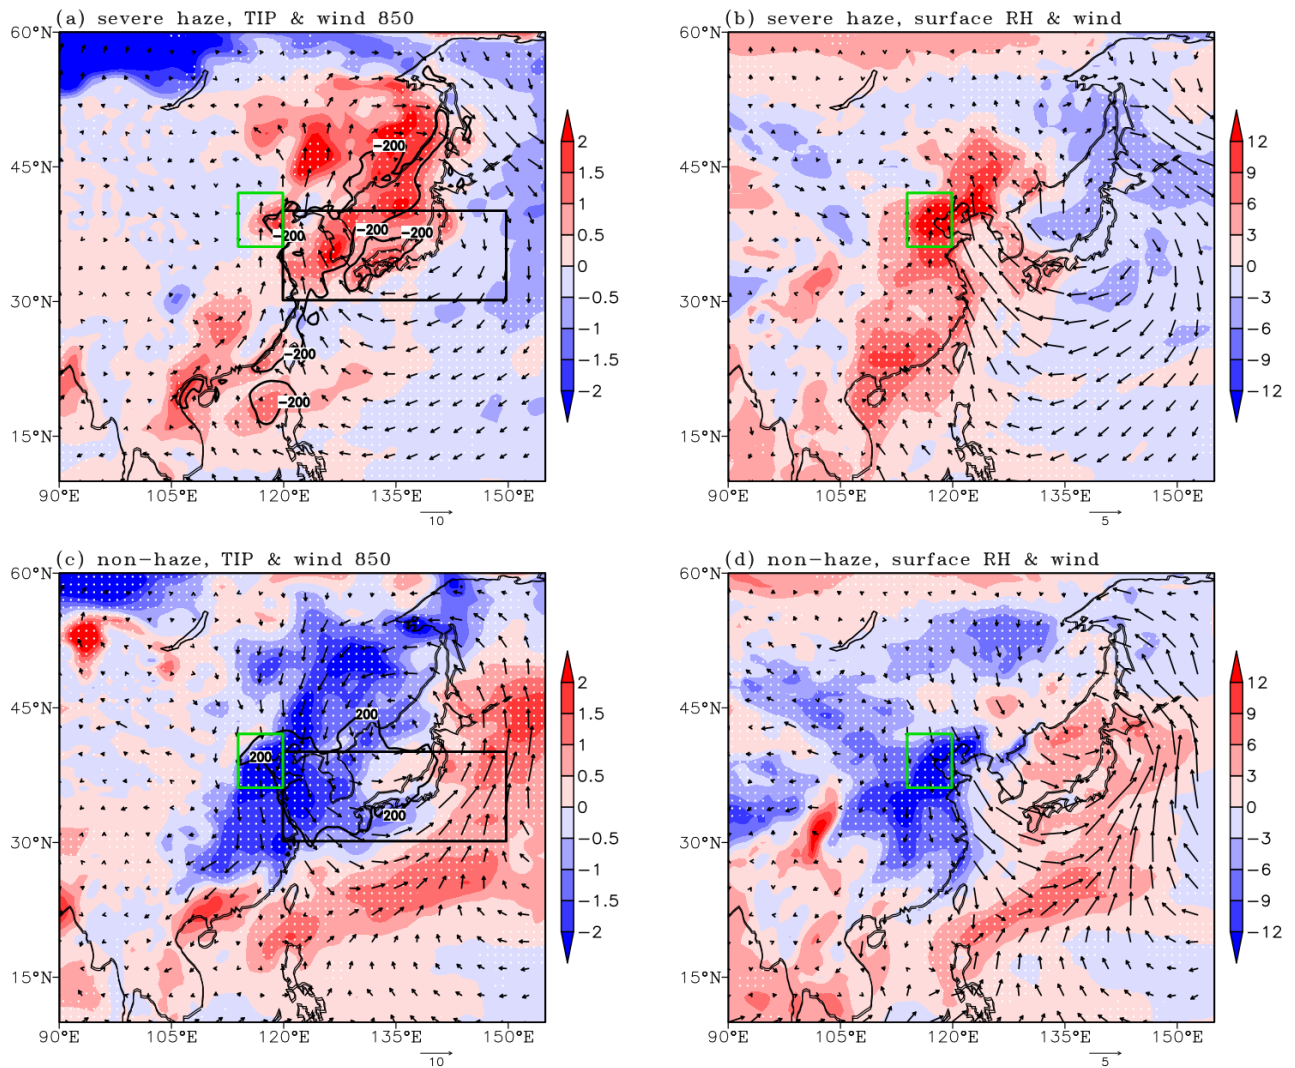 (a) severe haze, TIP & wind 850
60°N
45°N
30°N
15°N
90°E 105°E 120°E 135°E 150°E
10
-200
-200
-200
-200
-200
-200
2
1.5
1
0.5
0
-0.5
-1
-1.5
-2
(b) severe haze, surface RH & wind
60°N
45°N
30°N
15°N
90°E 105°E 120°E 135°E 150°E
5
12
9
6
3
0
-3
-6
-9
-12
(c) non-haze, TIP & wind 850
60°N
45°N
30°N
15°N
90°E 105°E 120°E 135°E 150°E
10
200
200
200
2
1.5
1
0.5
0
-0.5
-1
-1.5
-2
(d) non-haze, surface RH & wind
60°N
45°N
30°N
15°N
90°E 105°E 120°E 135°E 150°E
5
12
9
6
3
0
-3
-6
-9
-12